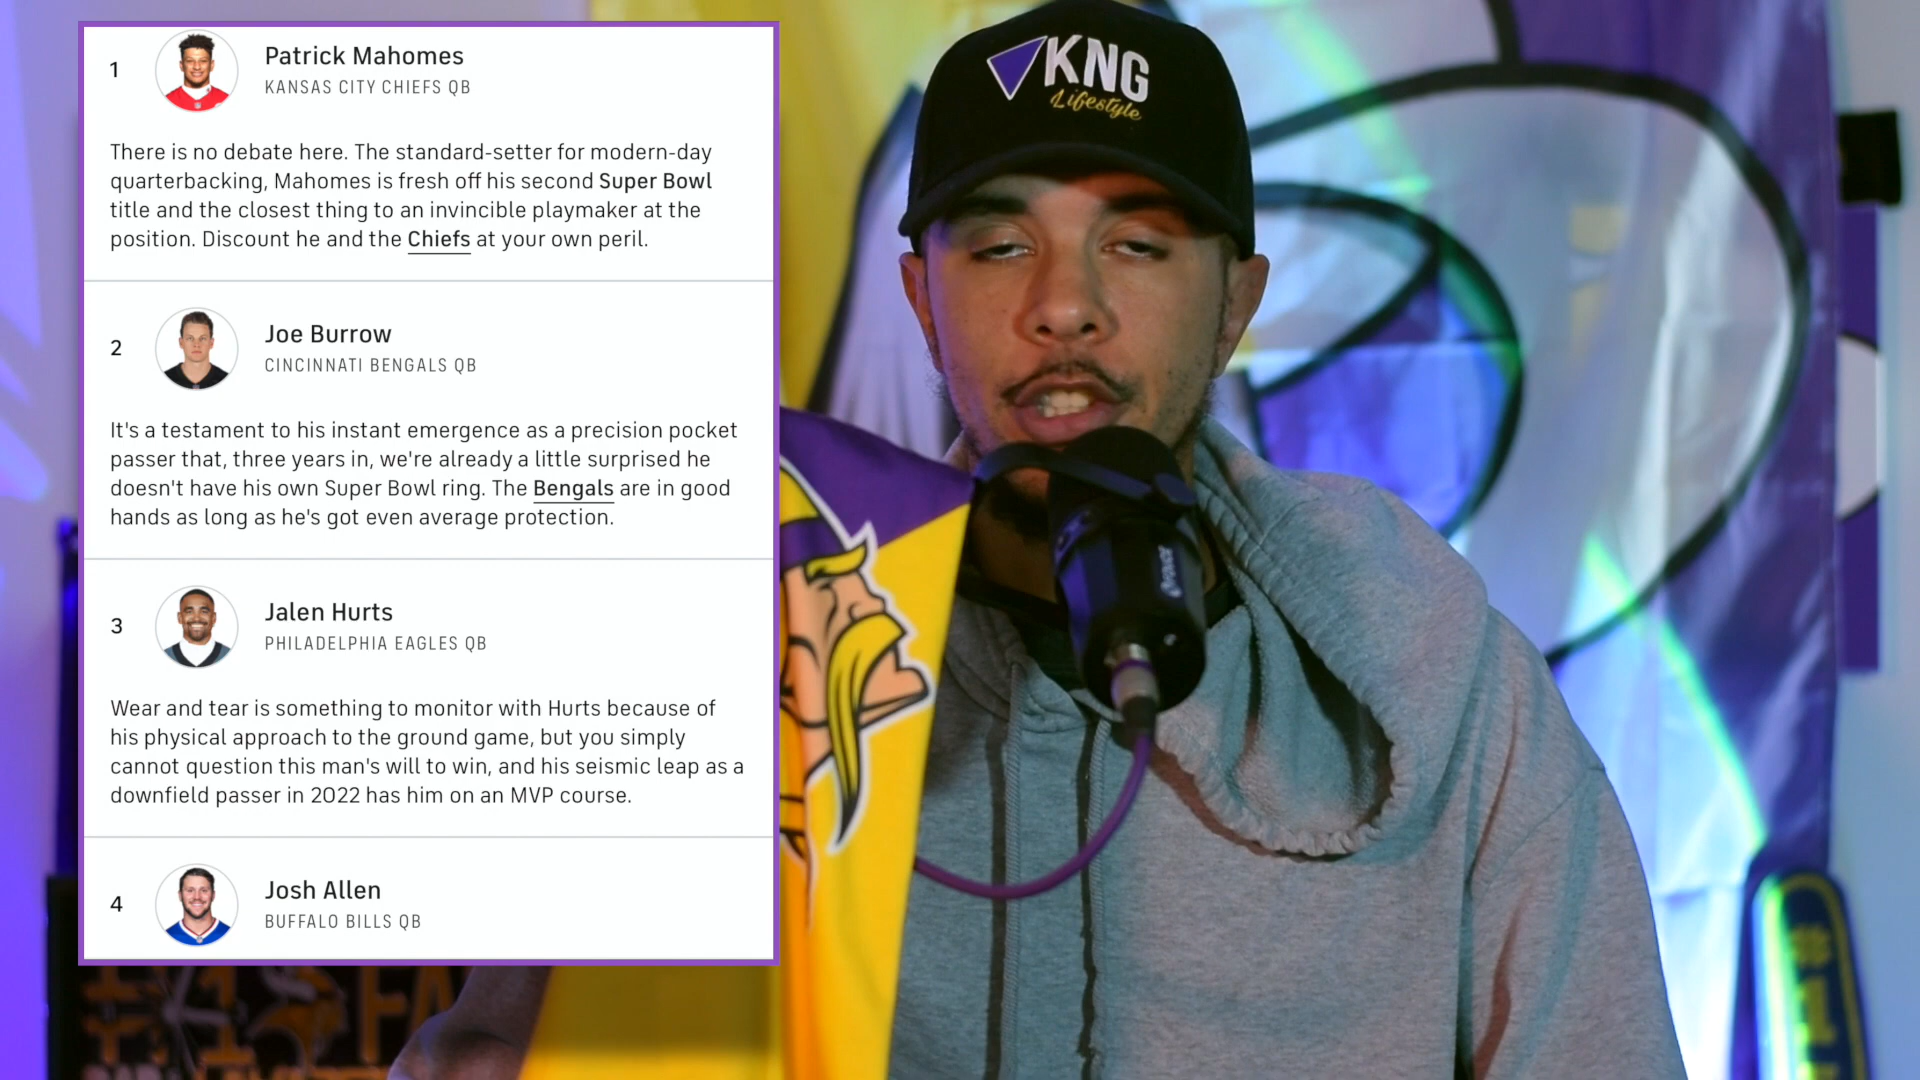 1
Patrick Mahomes
KANSAS CITY CHIEFS QB
There is no debate here. The standard-setter for modern-day
quarterbacking, Mahomes is fresh off his second Super Bowl
title and the closest thing to an invincible playmaker at the
position. Discount he and the Chiefs at your own peril.
2
Joe Burrow
CINCINNATI BENGALS QB
It's a testament to his instant emergence as a precision pocket
passer that, three years in, we're already a little surprised he
doesn't have his own Super Bowl ring. The Bengals are in good
hands as long as he's got even average protection.
3
Jalen Hurts
PHILADELPHIA EAGLES QB
Wear and tear is something to monitor with Hurts because of
his physical approach to the ground game, but you simply
cannot question this man's will to win, and his seismic leap as a
downfield passer in 2022 has him on an MVP course.
4
Josh Allen
BUFFALO BILLS QB
KNG
Lifestyle
#1 FA
#1